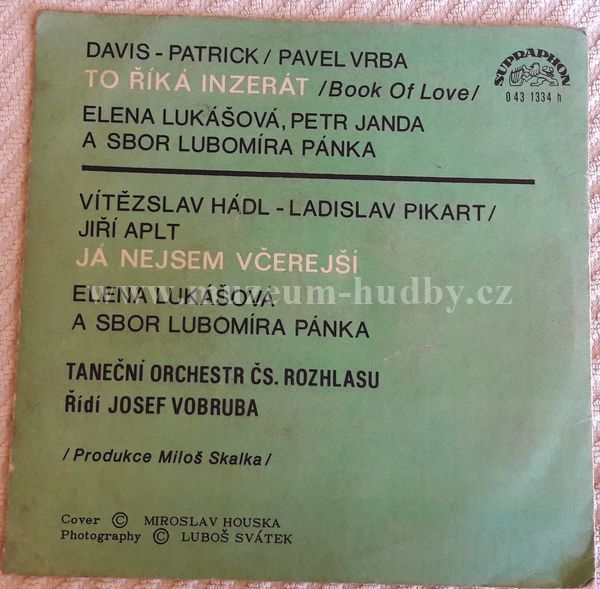 DAVIS - PATRICK / PAVEL VRBA
TO ŘÍKÁ INZERÁT /Book Of Love/
ELENA LUKÁŠOVÁ, PETR JANDA
A SBOR LUBOMÍRA PÁNKA
SUPRAPHON
0 43 1334 h
VÍTĚZSLAV HÁDL - LADISLAV PIKART /
JIŘÍ APLT
JÁ NEJSEM VČEREJŠÍ
ELENA LUKÁŠOVÁ
A SBOR LUBOMÍRA PÁNKA
www.muzeum-hudby.cz
TANEČNÍ ORCHESTR ČS. ROZHLASU
Řídí JOSEF VOBRUBA
/Produkce Miloš Skalka/
Cover © MIROSLAV HOUSKA
Photography © LUBOŠ SVÁTEK